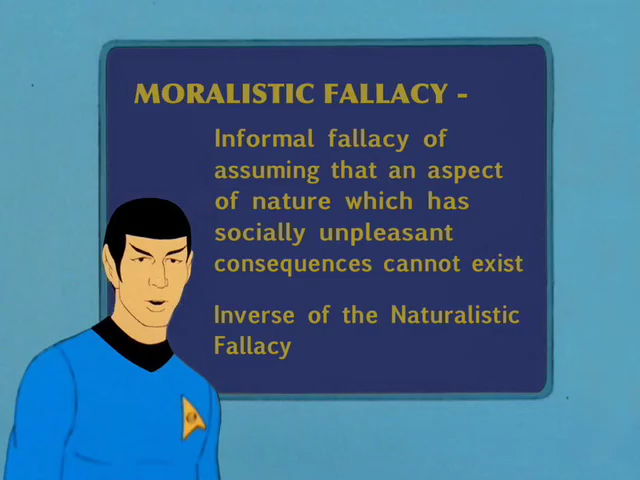 MORALISTIC FALLACY -
Informal fallacy of
assuming that an aspect
of nature which has
socially unpleasant
consequences cannot exist
Inverse of the Naturalistic
Fallacy